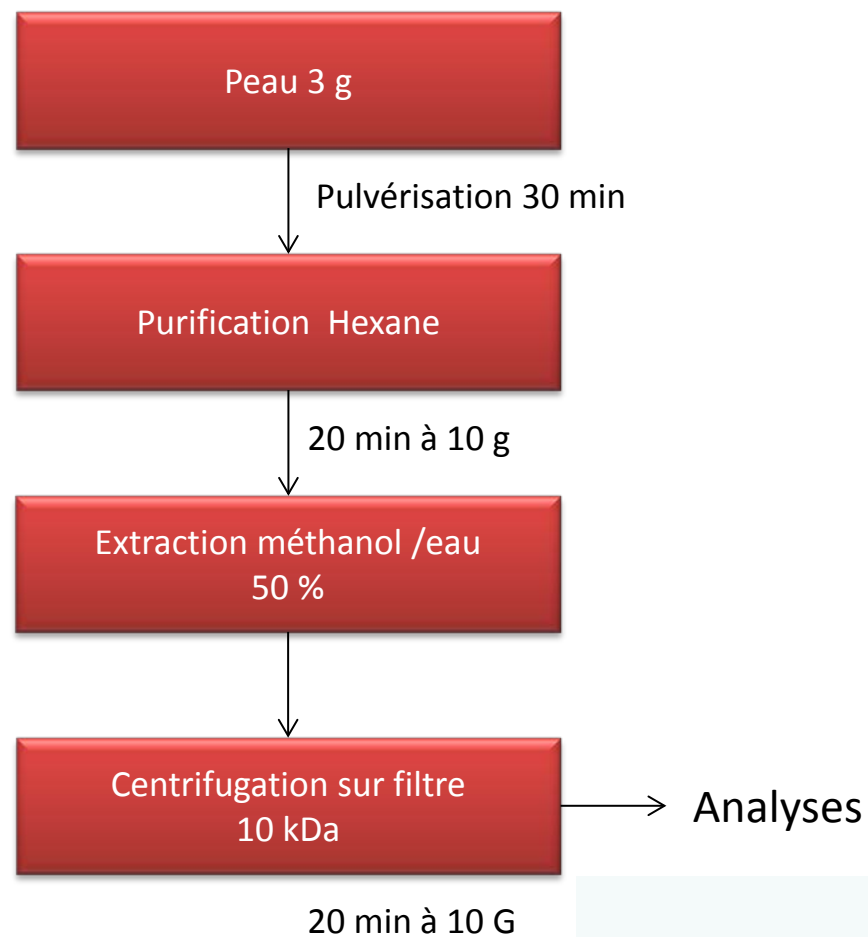 Peau 3 g
Pulvérisation 30 min
Purification  Hexane
20 min à 10 g
Extraction méthanol /eau
50 %
Centrifugation sur filtre
10 kDa
Analyses
20 min à 10 G